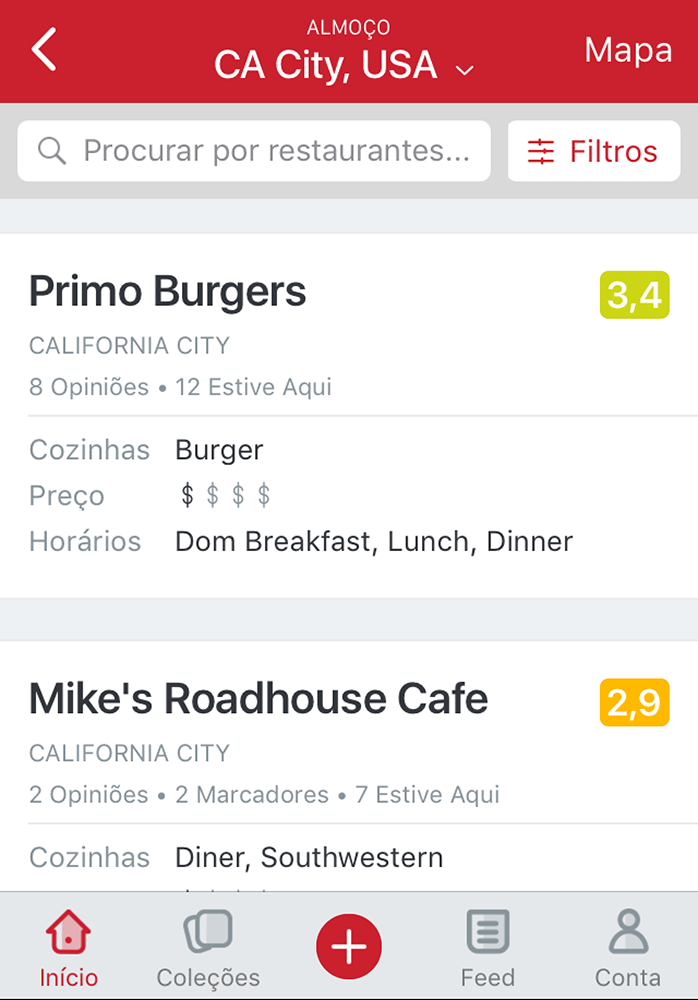 ALMOÇO
CA City, USA
Mapa
Procurar por restaurantes...
Filtros
Primo Burgers
3,4
CALIFORNIA CITY
8 Opiniões • 12 Estive Aqui
Cozinhas Burger
Preço $ $ $ $
Horários Dom Breakfast, Lunch, Dinner
Mike's Roadhouse Cafe
2,9
CALIFORNIA CITY
2 Opiniões • 2 Marcadores • 7 Estive Aqui
Cozinhas Diner, Southwestern
Início
Coleções
Feed
Conta